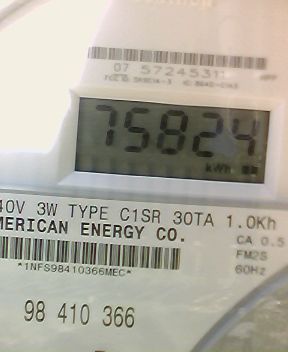 07 57245311
75824
kWh
40V 3W TYPE C1SR 30TA 1.0Kh
MERICAN ENERGY CO.
CA 0.5
*1NFS98410366MEC*
FM2S
60Hz
98 410 366